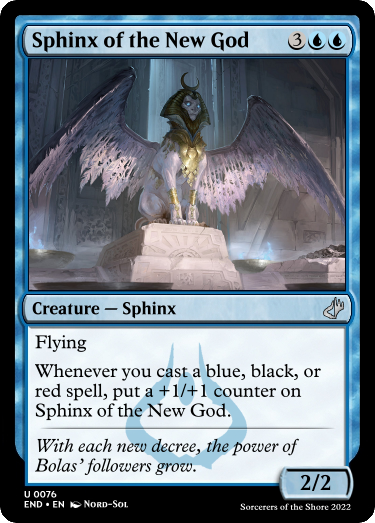 Sphinx of the New God 3
Creature — Sphinx
Flying
Whenever you cast a blue, black, or
red spell, put a +1/+1 counter on
Sphinx of the New God.
With each new decree, the power of
Bolas’ followers grow.
2/2
U 0076
END • EN Nord-Sol
Sorcerers of the Shore 2022